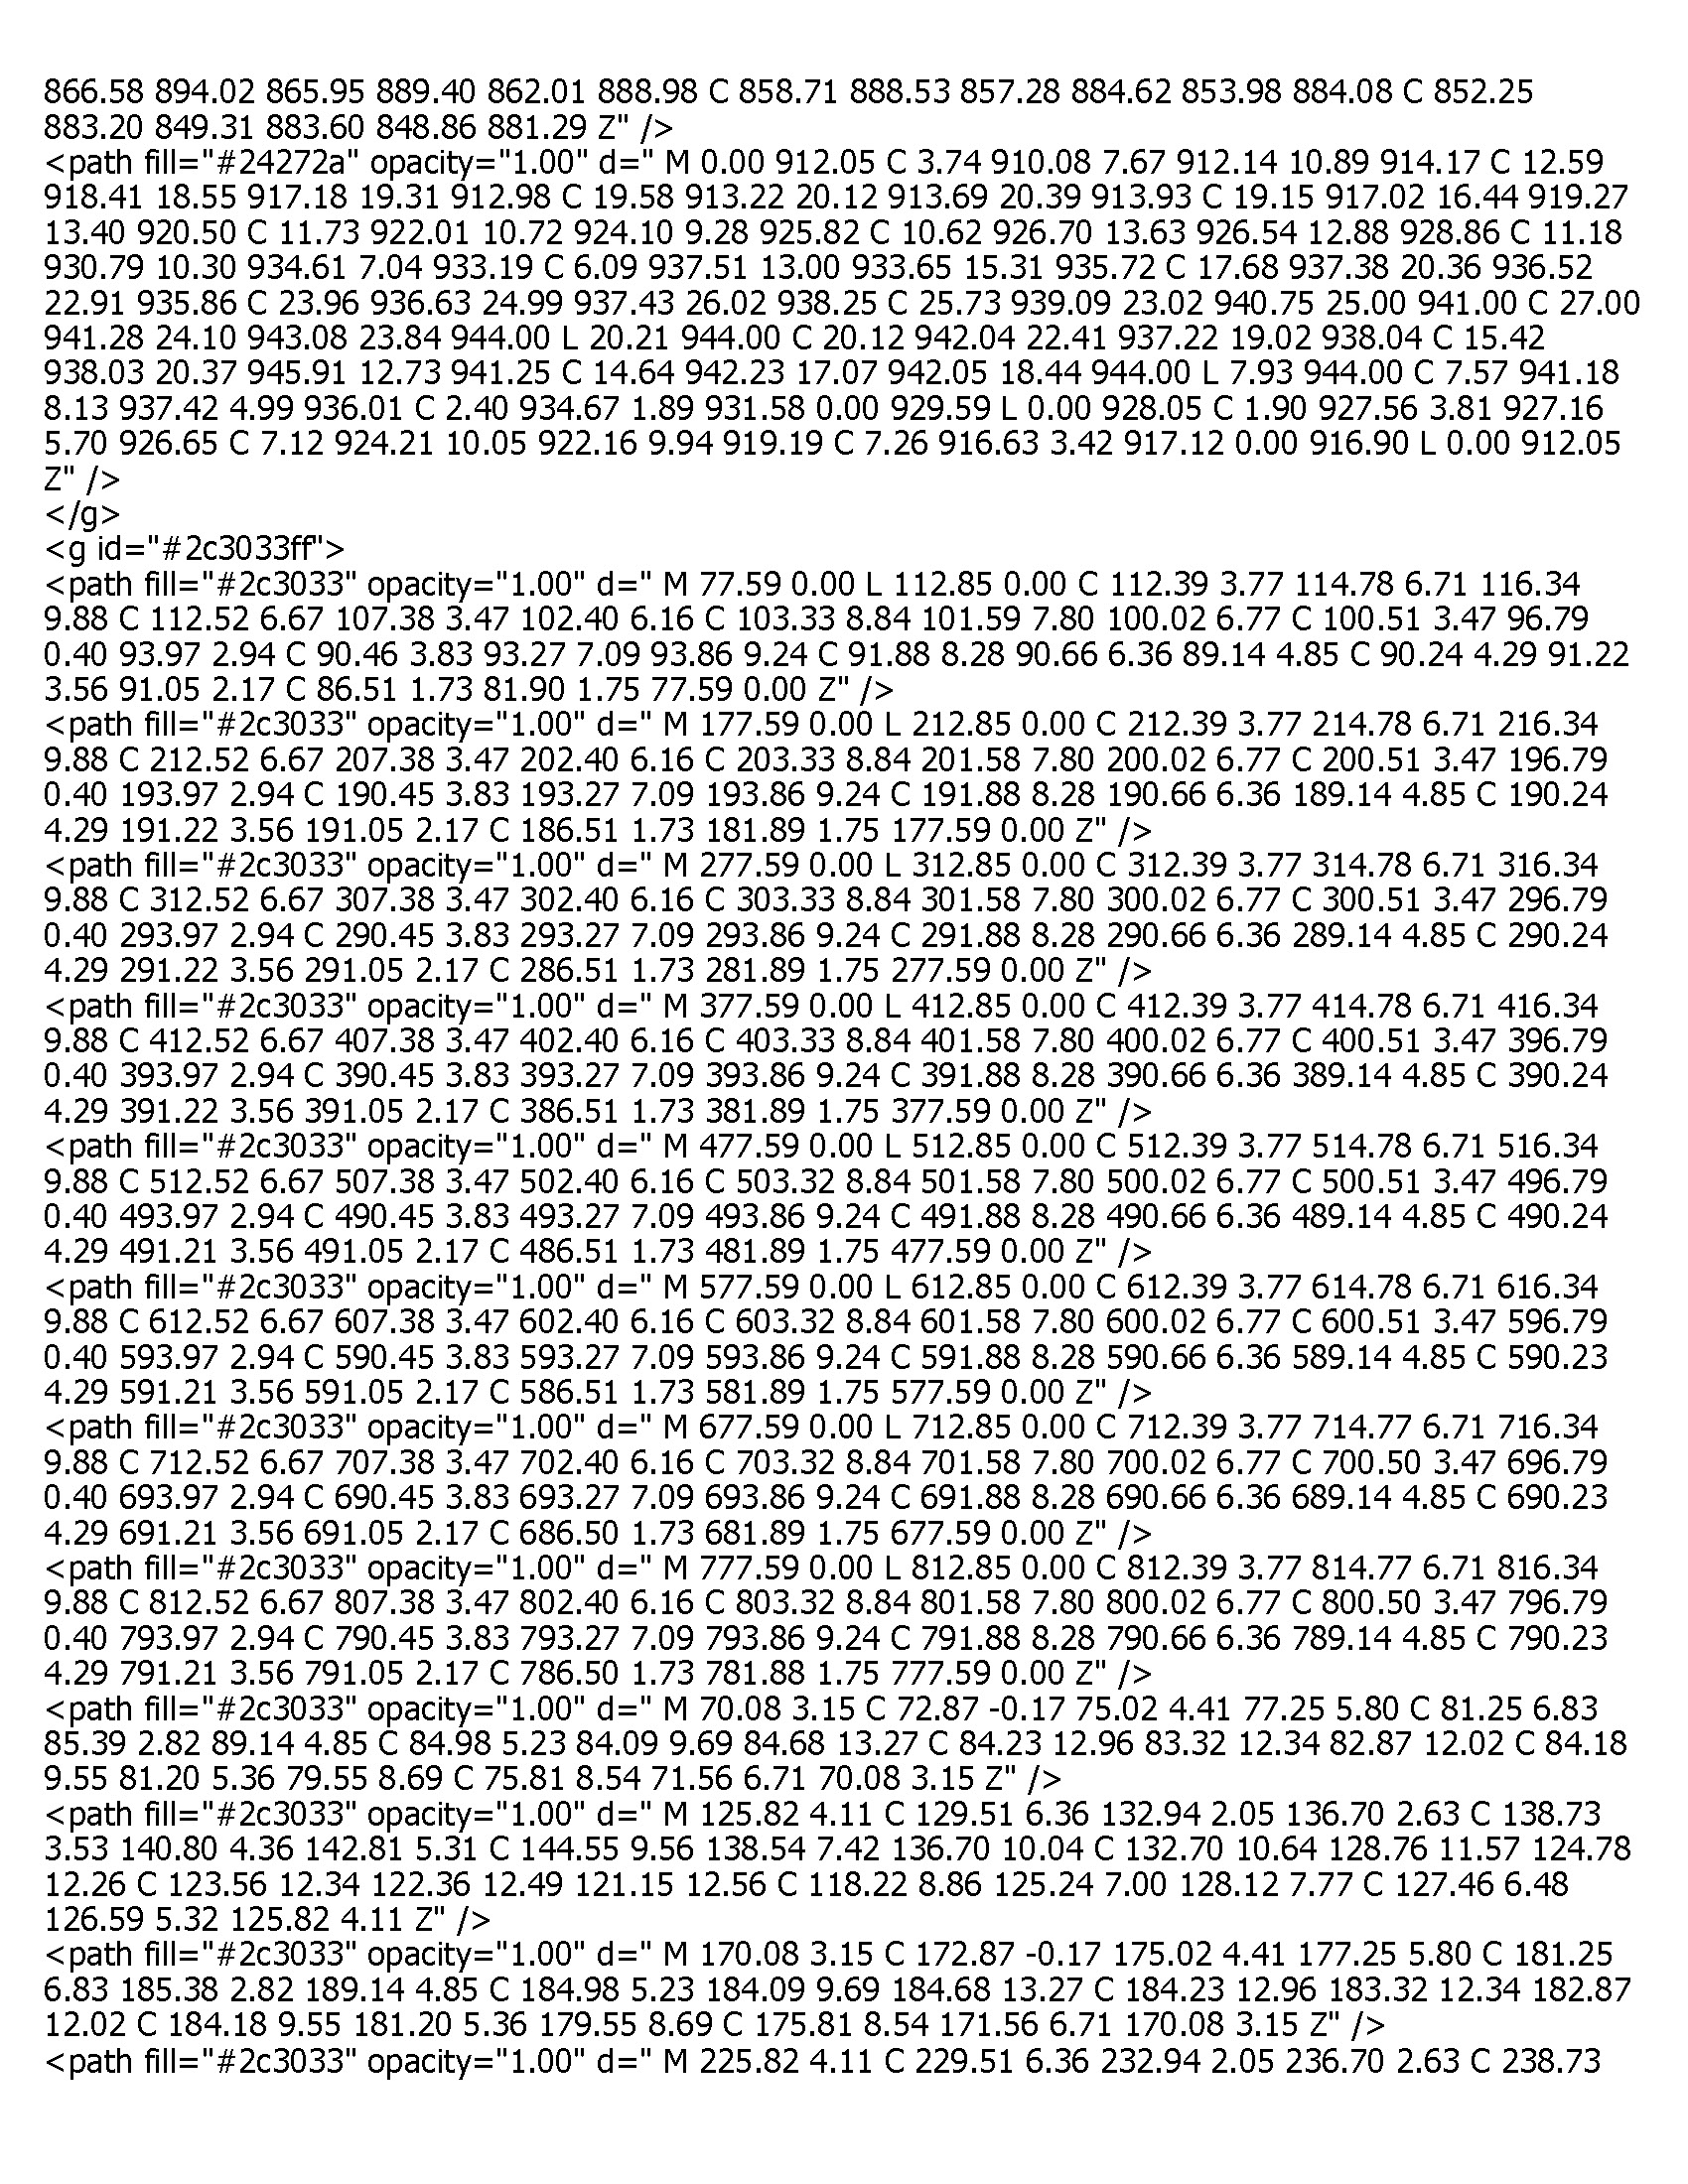 866.58 894.02 865.95 889.40 862.01 888.98 C 858.71 888.53 857.28 884.62 853.98 884.08 C 852.25
883.20 849.31 883.60 848.86 881.29 Z" />
<path fill="#24272a" opacity="1.00" d=" M 0.00 912.05 C 3.74 910.08 7.67 912.14 10.89 914.17 C 12.59
918.41 18.55 917.18 19.31 912.98 C 19.58 913.22 20.12 913.69 20.39 913.93 C 19.15 917.02 16.44 919.27
13.40 920.50 C 11.73 922.01 10.72 924.10 9.28 925.82 C 10.62 926.70 13.63 926.54 12.88 928.86 C 11.18
930.79 10.30 934.61 7.04 933.19 C 6.09 937.51 13.00 933.65 15.31 935.72 C 17.68 937.38 20.36 936.52
22.91 935.86 C 23.96 936.63 24.99 937.43 26.02 938.25 C 25.73 939.09 23.02 940.75 25.00 941.00 C 27.00
941.28 24.10 943.08 23.84 944.00 L 20.21 944.00 C 20.12 942.04 22.41 937.22 19.02 938.04 C 15.42
938.03 20.37 945.91 12.73 941.25 C 14.64 942.23 17.07 942.05 18.44 944.00 L 7.93 944.00 C 7.57 941.18
8.13 937.42 4.99 936.01 C 2.40 934.67 1.89 931.58 0.00 929.59 L 0.00 928.05 C 1.90 927.56 3.81 927.16
5.70 926.65 C 7.12 924.21 10.05 922.16 9.94 919.19 C 7.26 916.63 3.42 917.12 0.00 916.90 L 0.00 912.05
Z" />
</g>
<g id="#2c3033ff">
<path fill="#2c3033" opacity="1.00" d=" M 77.59 0.00 L 112.85 0.00 C 112.39 3.77 114.78 6.71 116.34
9.88 C 112.52 6.67 107.38 3.47 102.40 6.16 C 103.33 8.84 101.59 7.80 100.02 6.77 C 100.51 3.47 96.79
0.40 93.97 2.94 C 90.46 3.83 93.27 7.09 93.86 9.24 C 91.88 8.28 90.66 6.36 89.14 4.85 C 90.24 4.29 91.22
3.56 91.05 2.17 C 86.51 1.73 81.90 1.75 77.59 0.00 Z" />
<path fill="#2c3033" opacity="1.00" d=" M 177.59 0.00 L 212.85 0.00 C 212.39 3.77 214.78 6.71 216.34
9.88 C 212.52 6.67 207.38 3.47 202.40 6.16 C 203.33 8.84 201.58 7.80 200.02 6.77 C 200.51 3.47 196.79
0.40 193.97 2.94 C 190.45 3.83 193.27 7.09 193.86 9.24 C 191.88 8.28 190.66 6.36 189.14 4.85 C 190.24
4.29 191.22 3.56 191.05 2.17 C 186.51 1.73 181.89 1.75 177.59 0.00 Z" />
<path fill="#2c3033" opacity="1.00" d=" M 277.59 0.00 L 312.85 0.00 C 312.39 3.77 314.78 6.71 316.34
9.88 C 312.52 6.67 307.38 3.47 302.40 6.16 C 303.33 8.84 301.58 7.80 300.02 6.77 C 300.51 3.47 296.79
0.40 293.97 2.94 C 290.45 3.83 293.27 7.09 293.86 9.24 C 291.88 8.28 290.66 6.36 289.14 4.85 C 290.24
4.29 291.22 3.56 291.05 2.17 C 286.51 1.73 281.89 1.75 277.59 0.00 Z" />
<path fill="#2c3033" opacity="1.00" d=" M 377.59 0.00 L 412.85 0.00 C 412.39 3.77 414.78 6.71 416.34
9.88 C 412.52 6.67 407.38 3.47 402.40 6.16 C 403.33 8.84 401.58 7.80 400.02 6.77 C 400.51 3.47 396.79
0.40 393.97 2.94 C 390.45 3.83 393.27 7.09 393.86 9.24 C 391.88 8.28 390.66 6.36 389.14 4.85 C 390.24
4.29 391.22 3.56 391.05 2.17 C 386.51 1.73 381.89 1.75 377.59 0.00 Z" />
<path fill="#2c3033" opacity="1.00" d=" M 477.59 0.00 L 512.85 0.00 C 512.39 3.77 514.78 6.71 516.34
9.88 C 512.52 6.67 507.38 3.47 502.40 6.16 C 503.32 8.84 501.58 7.80 500.02 6.77 C 500.51 3.47 496.79
0.40 493.97 2.94 C 490.45 3.83 493.27 7.09 493.86 9.24 C 491.88 8.28 490.66 6.36 489.14 4.85 C 490.24
4.29 491.21 3.56 491.05 2.17 C 486.51 1.73 481.89 1.75 477.59 0.00 Z" />
<path fill="#2c3033" opacity="1.00" d=" M 577.59 0.00 L 612.85 0.00 C 612.39 3.77 614.78 6.71 616.34
9.88 C 612.52 6.67 607.38 3.47 602.40 6.16 C 603.32 8.84 601.58 7.80 600.02 6.77 C 600.51 3.47 596.79
0.40 593.97 2.94 C 590.45 3.83 593.27 7.09 593.86 9.24 C 591.88 8.28 590.66 6.36 589.14 4.85 C 590.23
4.29 591.21 3.56 591.05 2.17 C 586.51 1.73 581.89 1.75 577.59 0.00 Z" />
<path fill="#2c3033" opacity="1.00" d=" M 677.59 0.00 L 712.85 0.00 C 712.39 3.77 714.77 6.71 716.34
9.88 C 712.52 6.67 707.38 3.47 702.40 6.16 C 703.32 8.84 701.58 7.80 700.02 6.77 C 700.50 3.47 696.79
0.40 693.97 2.94 C 690.45 3.83 693.27 7.09 693.86 9.24 C 691.88 8.28 690.66 6.36 689.14 4.85 C 690.23
4.29 691.21 3.56 691.05 2.17 C 686.50 1.73 681.89 1.75 677.59 0.00 Z" />
<path fill="#2c3033" opacity="1.00" d=" M 777.59 0.00 L 812.85 0.00 C 812.39 3.77 814.77 6.71 816.34
9.88 C 812.52 6.67 807.38 3.47 802.40 6.16 C 803.32 8.84 801.58 7.80 800.02 6.77 C 800.50 3.47 796.79
0.40 793.97 2.94 C 790.45 3.83 793.27 7.09 793.86 9.24 C 791.88 8.28 790.66 6.36 789.14 4.85 C 790.23
4.29 791.21 3.56 791.05 2.17 C 786.50 1.73 781.88 1.75 777.59 0.00 Z" />
<path fill="#2c3033" opacity="1.00" d=" M 70.08 3.15 C 72.87 -0.17 75.02 4.41 77.25 5.80 C 81.25 6.83
85.39 2.82 89.14 4.85 C 84.98 5.23 84.09 9.69 84.68 13.27 C 84.23 12.96 83.32 12.34 82.87 12.02 C 84.18
9.55 81.20 5.36 79.55 8.69 C 75.81 8.54 71.56 6.71 70.08 3.15 Z" />
<path fill="#2c3033" opacity="1.00" d=" M 125.82 4.11 C 129.51 6.36 132.94 2.05 136.70 2.63 C 138.73
3.53 140.80 4.36 142.81 5.31 C 144.55 9.56 138.54 7.42 136.70 10.04 C 132.70 10.64 128.76 11.57 124.78
12.26 C 123.56 12.34 122.36 12.49 121.15 12.56 C 118.22 8.86 125.24 7.00 128.12 7.77 C 127.46 6.48
126.59 5.32 125.82 4.11 Z" />
<path fill="#2c3033" opacity="1.00" d=" M 170.08 3.15 C 172.87 -0.17 175.02 4.41 177.25 5.80 C 181.25
6.83 185.38 2.82 189.14 4.85 C 184.98 5.23 184.09 9.69 184.68 13.27 C 184.23 12.96 183.32 12.34 182.87
12.02 C 184.18 9.55 181.20 5.36 179.55 8.69 C 175.81 8.54 171.56 6.71 170.08 3.15 Z" />
<path fill="#2c3033" opacity="1.00" d=" M 225.82 4.11 C 229.51 6.36 232.94 2.05 236.70 2.63 C 238.73